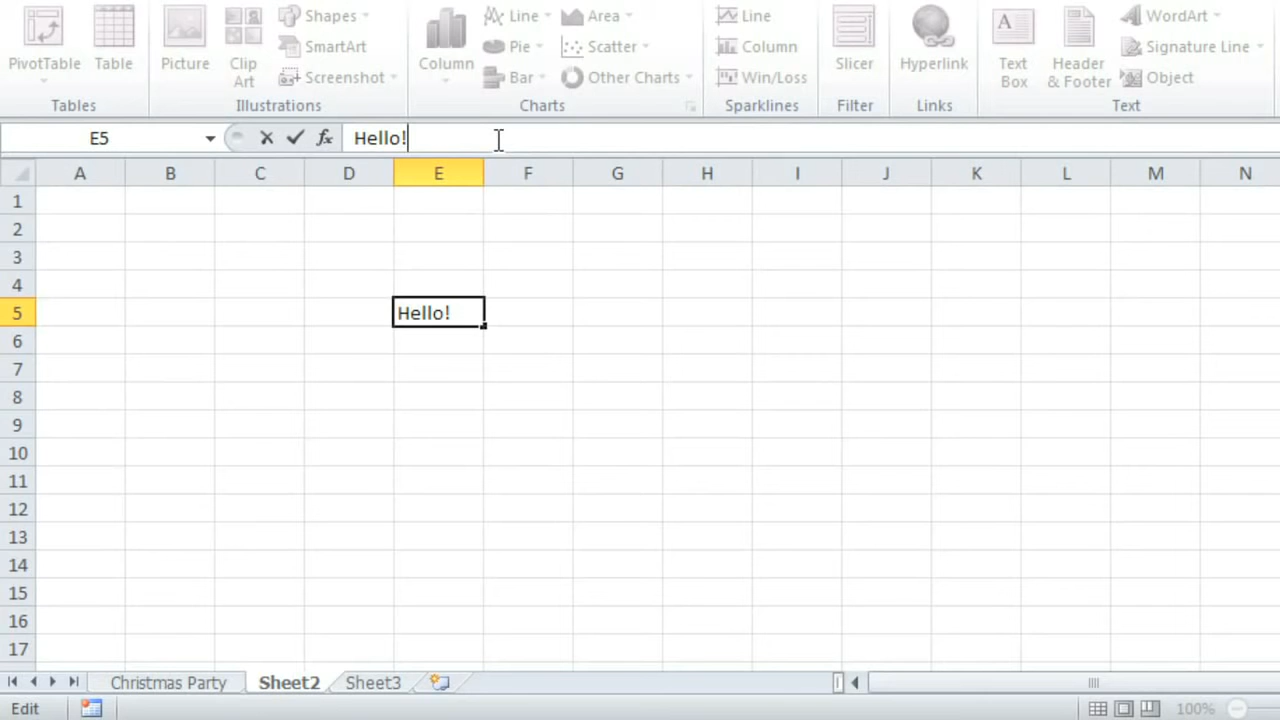 PivotTable
Table
Picture
Clip
Art
Shapes
SmartArt
Screenshot
Column
Line
Area
Pie
Scatter
Bar
Other Charts
Line
Column
Win/Loss
Slicer
Hyperlink
Text
Box
Header
& Footer
WordArt
Signature Line
Object
Tables
Illustrations
Charts
Sparklines
Filter
Links
Text
E5
fx Hello!
A B C D E F G H I J K L M N
1
2
3
4
5 Hello!
6
7
8
9
10
11
12
13
14
15
16
17
Christmas Party Sheet2 Sheet3
Edit 100%